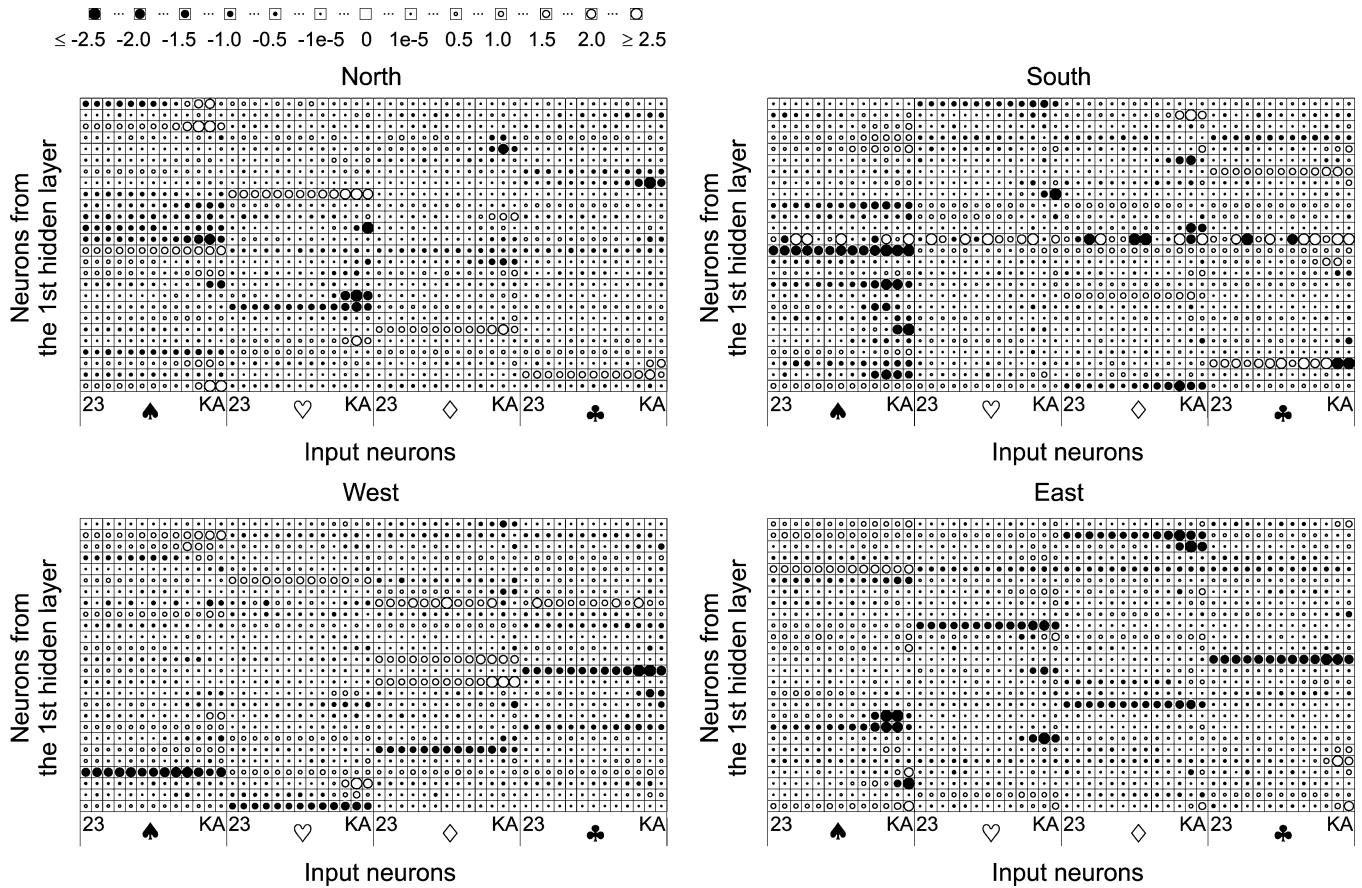 ≤ -2.5 -2.0 -1.5 -1.0 -0.5 -1e-5 0 1e-5 0.5 1.0 1.5 2.0 ≥ 2.5
North
Neurons from
the 1st hidden layer
23 ♠ KA 23 ♡ KA 23 ♢ KA 23 ♣ KA
Input neurons
South
Neurons from
the 1st hidden layer
23 ♠ KA 23 ♡ KA 23 ♢ KA 23 ♣ KA
Input neurons
West
Neurons from
the 1st hidden layer
23 ♠ KA 23 ♡ KA 23 ♢ KA 23 ♣ KA
Input neurons
East
Neurons from
the 1st hidden layer
23 ♠ KA 23 ♡ KA 23 ♢ KA 23 ♣ KA
Input neurons